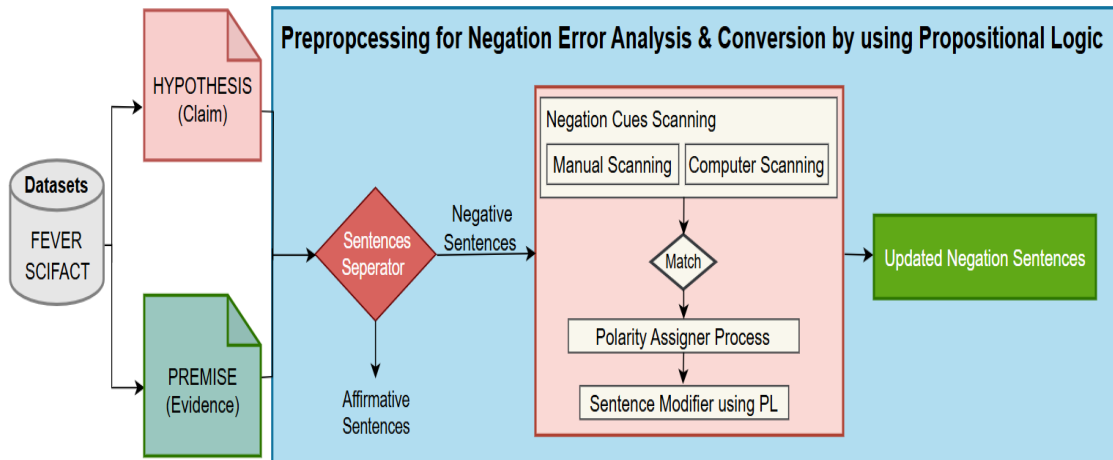 Prepropcessing for Negation Error Analysis & Conversion by using Propositional Logic
HYPOTHESIS
(Claim)
Datasets
FEVER
SCIFACT
PREMISE
(Evidence)
Sentences
Seperator
Negative
Sentences
Affirmative
Sentences
Negation Cues Scanning
Manual Scanning
Computer Scanning
Match
Polarity Assigner Process
Sentence Modifier using PL
Updated Negation Sentences